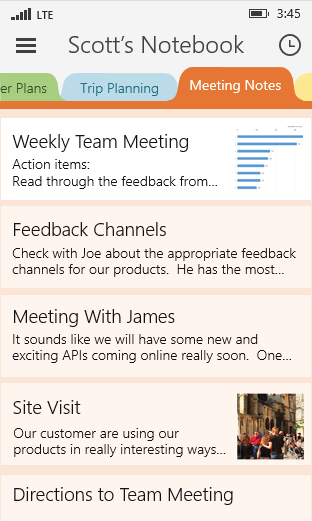 LTE 3:45
Scott's Notebook
er Plans Trip Planning Meeting Notes
Weekly Team Meeting
Action items:
Read through the feedback from...
Feedback Channels
Check with Joe about the appropriate feedback
channels for our products.  He has the most...
Meeting With James
It sounds like we will have some new and
exciting APIs coming online really soon.  One...
Site Visit
Our customer are using our
products in really interesting ways...
Directions to Team Meeting